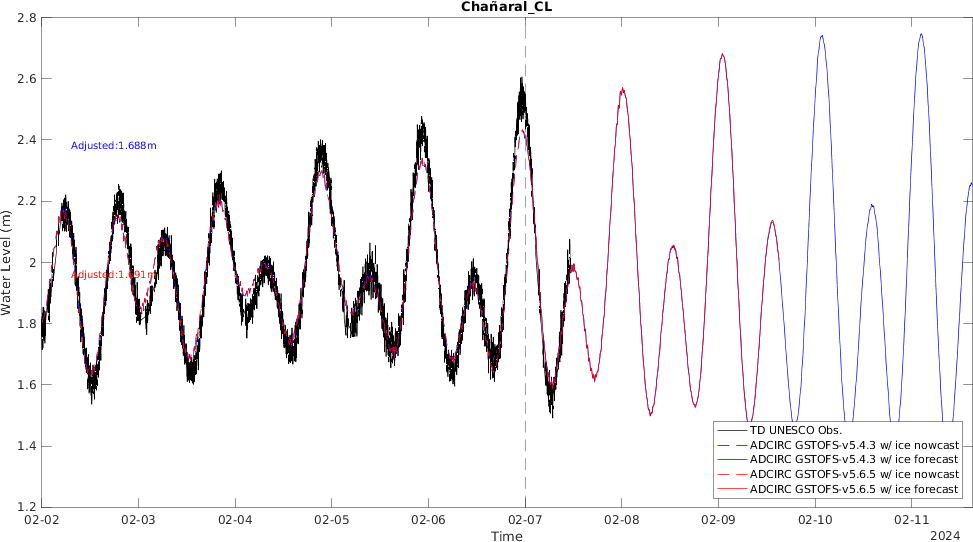 Chañaral_CL
2.8
2.6
2.4
2.2
2
1.8
1.6
1.4
1.2
Water Level (m)
Adjusted:1.688m
Adjusted:1.691m
TD UNESCO Obs.
ADCIRC GSTOFS-v5.4.3 w/ ice nowcast
ADCIRC GSTOFS-v5.4.3 w/ ice forecast
ADCIRC GSTOFS-v5.6.5 w/ ice nowcast
ADCIRC GSTOFS-v5.6.5 w/ ice forecast
02-02 02-03 02-04 02-05 02-06 02-07 02-08 02-09 02-10 02-11
Time
2024